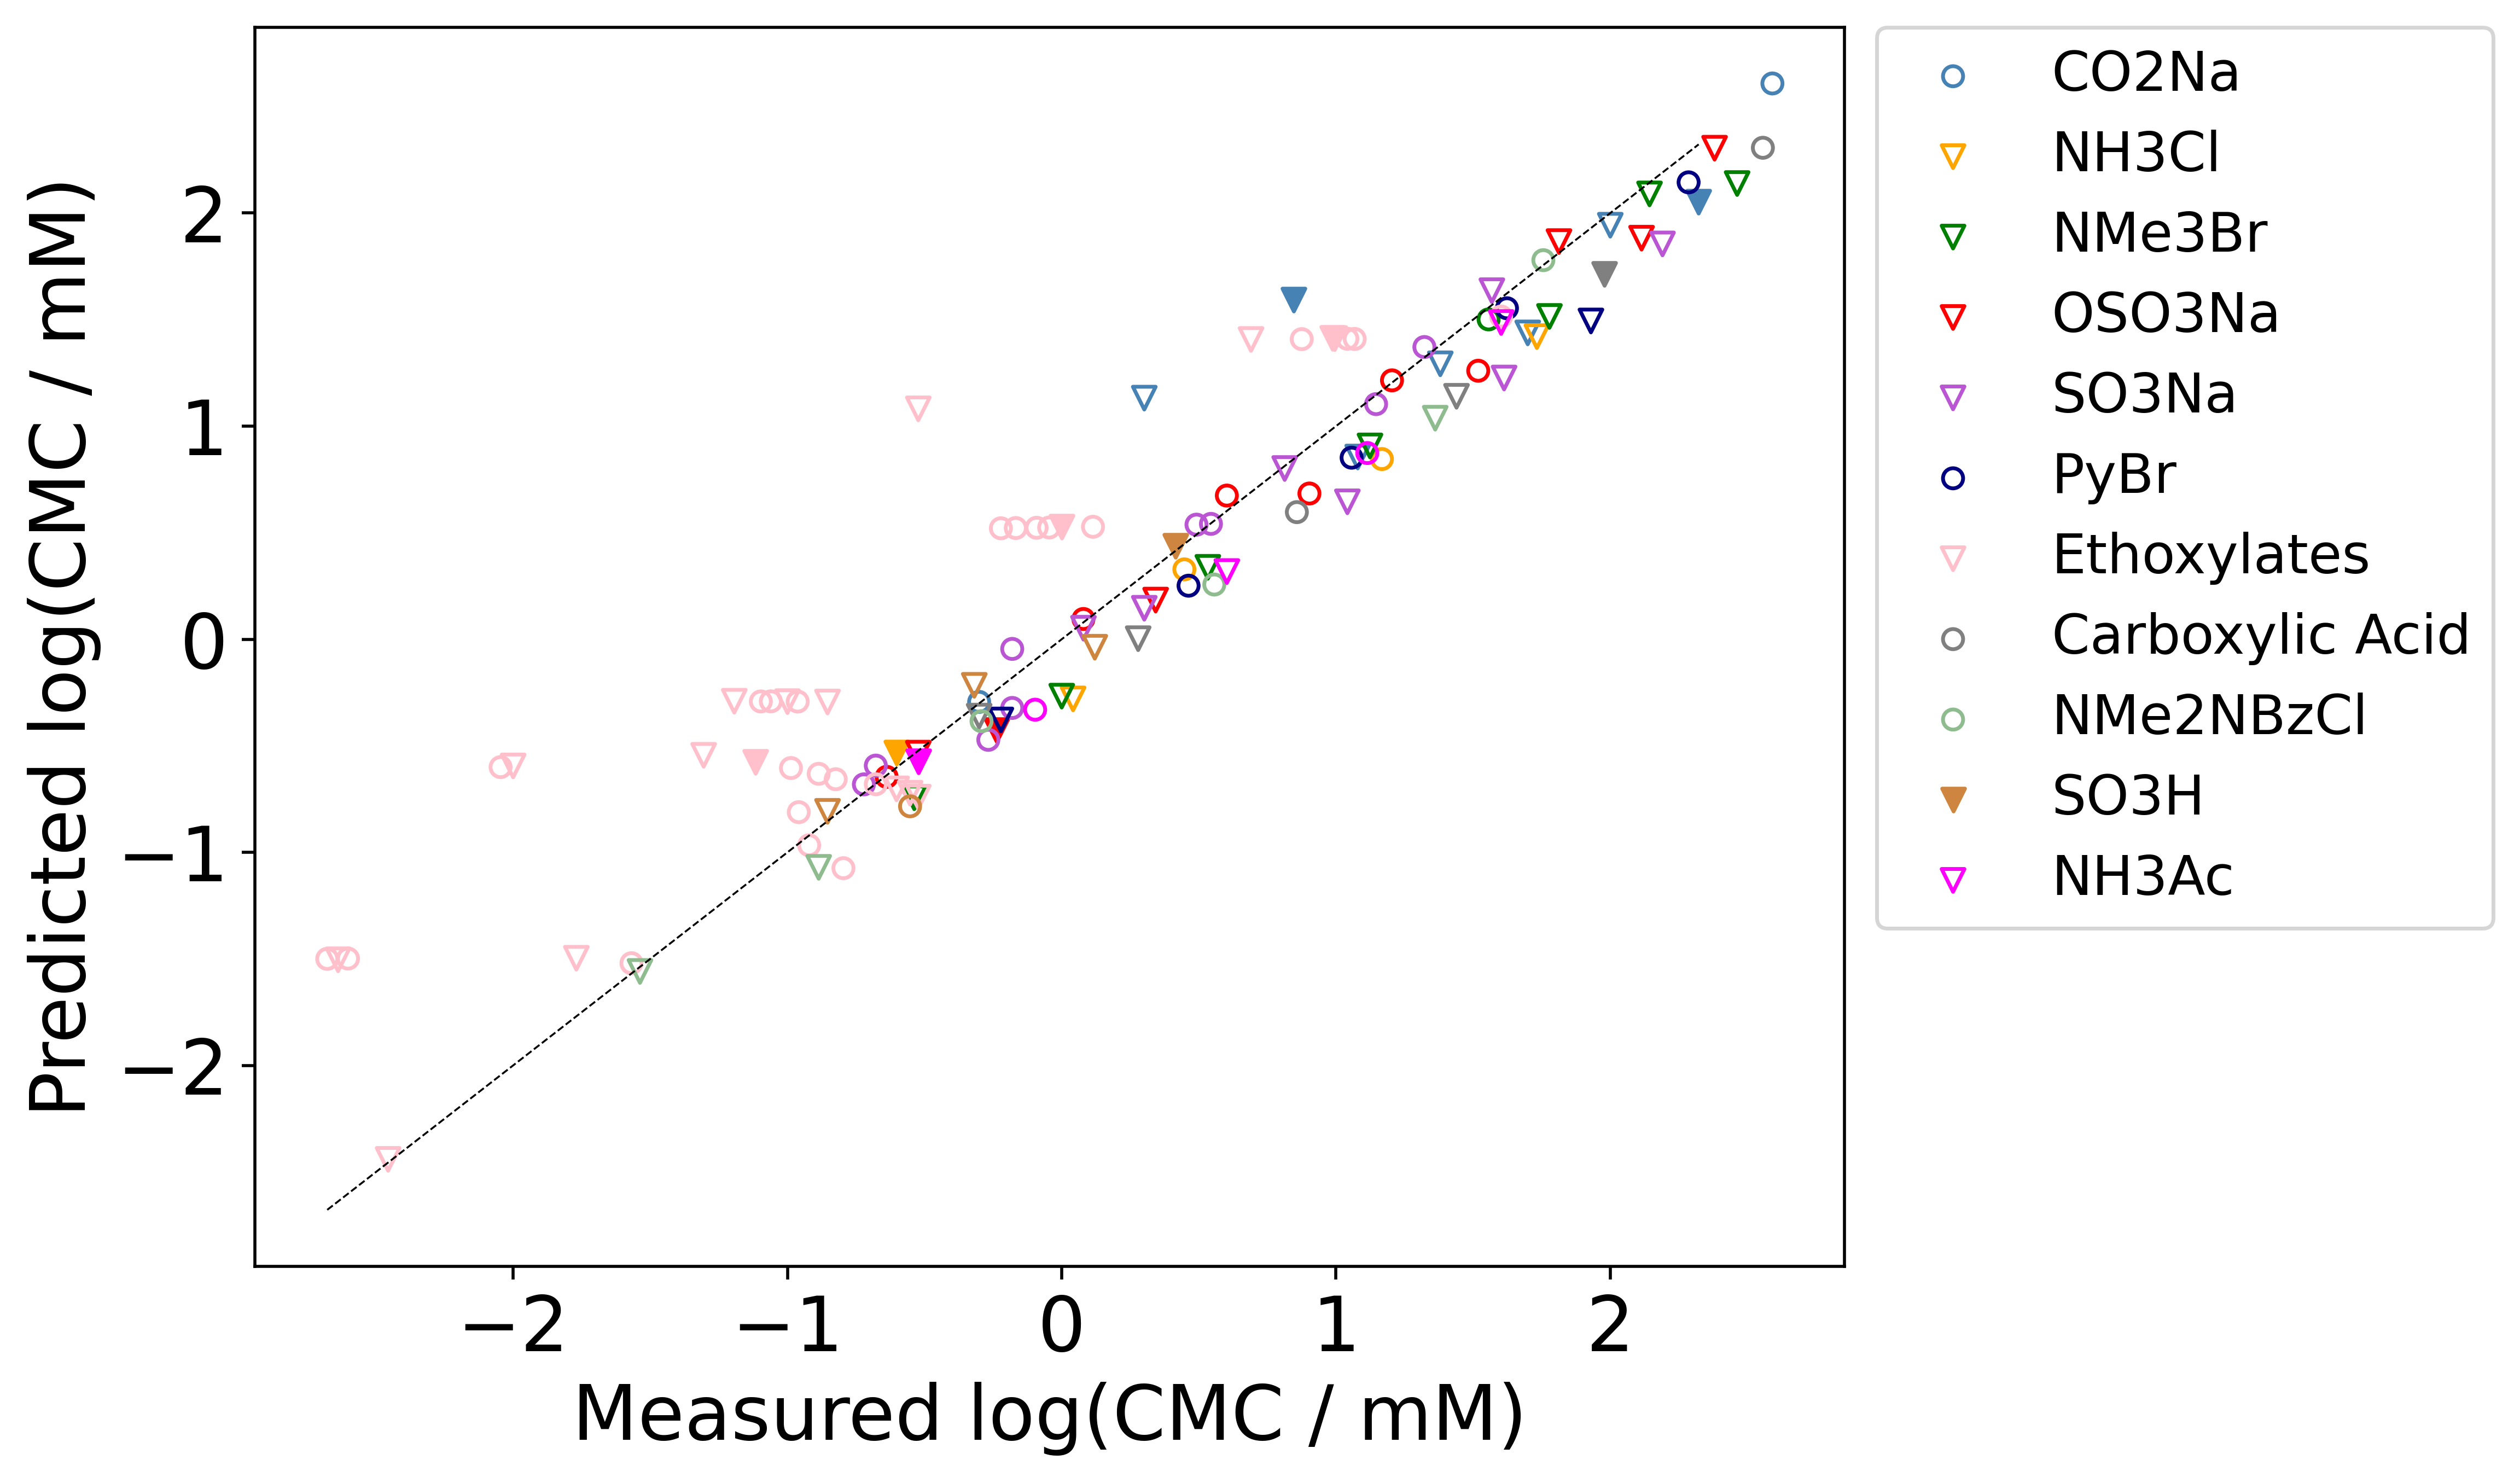 Predicted log(CMC / mM)
2
1
0
−1
−2
−2 −1 0 1 2
Measured log(CMC / mM)
CO2Na
NH3Cl
NMe3Br
OSO3Na
SO3Na
PyBr
Ethoxylates
Carboxylic Acid
NMe2NBzCl
SO3H
NH3Ac